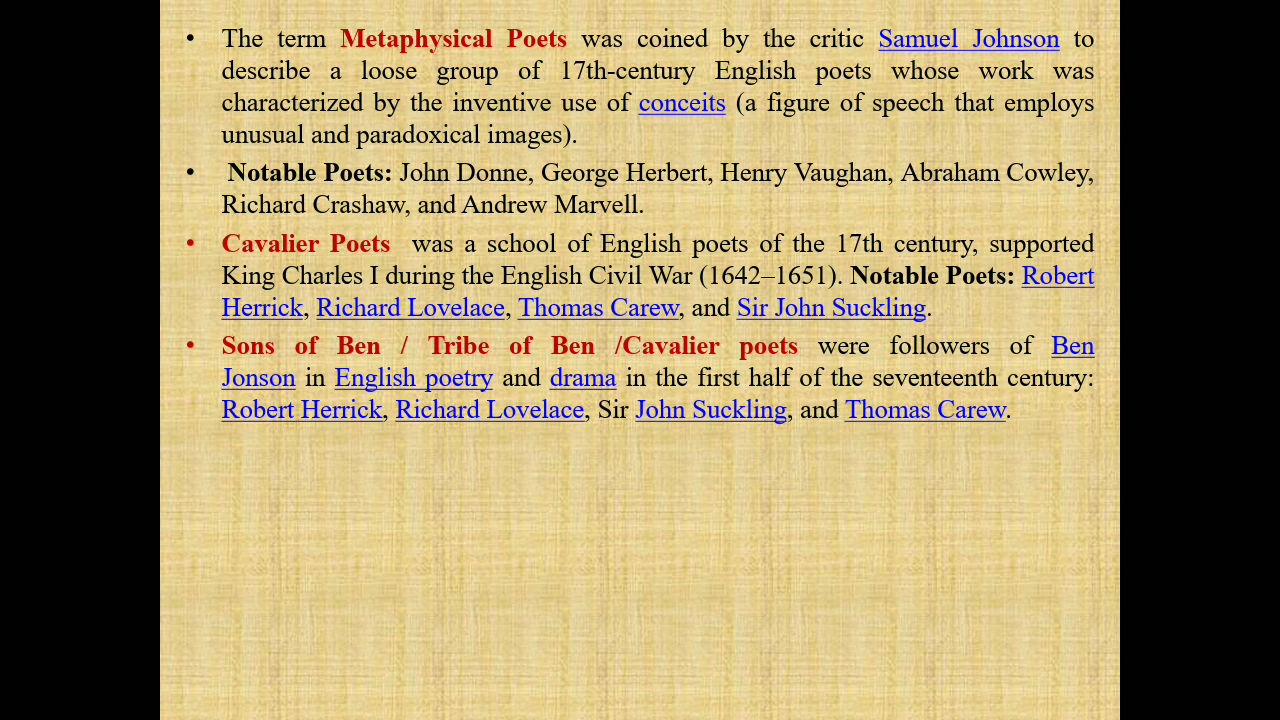 • The term Metaphysical Poets was coined by the critic Samuel Johnson to
describe a loose group of 17th-century English poets whose work was
characterized by the inventive use of conceits (a figure of speech that employs
unusual and paradoxical images).
• Notable Poets: John Donne, George Herbert, Henry Vaughan, Abraham Cowley,
Richard Crashaw, and Andrew Marvell.
• Cavalier Poets was a school of English poets of the 17th century, supported
King Charles I during the English Civil War (1642–1651). Notable Poets: Robert
Herrick, Richard Lovelace, Thomas Carew, and Sir John Suckling.
• Sons of Ben / Tribe of Ben /Cavalier poets were followers of Ben
Jonson in English poetry and drama in the first half of the seventeenth century:
Robert Herrick, Richard Lovelace, Sir John Suckling, and Thomas Carew.